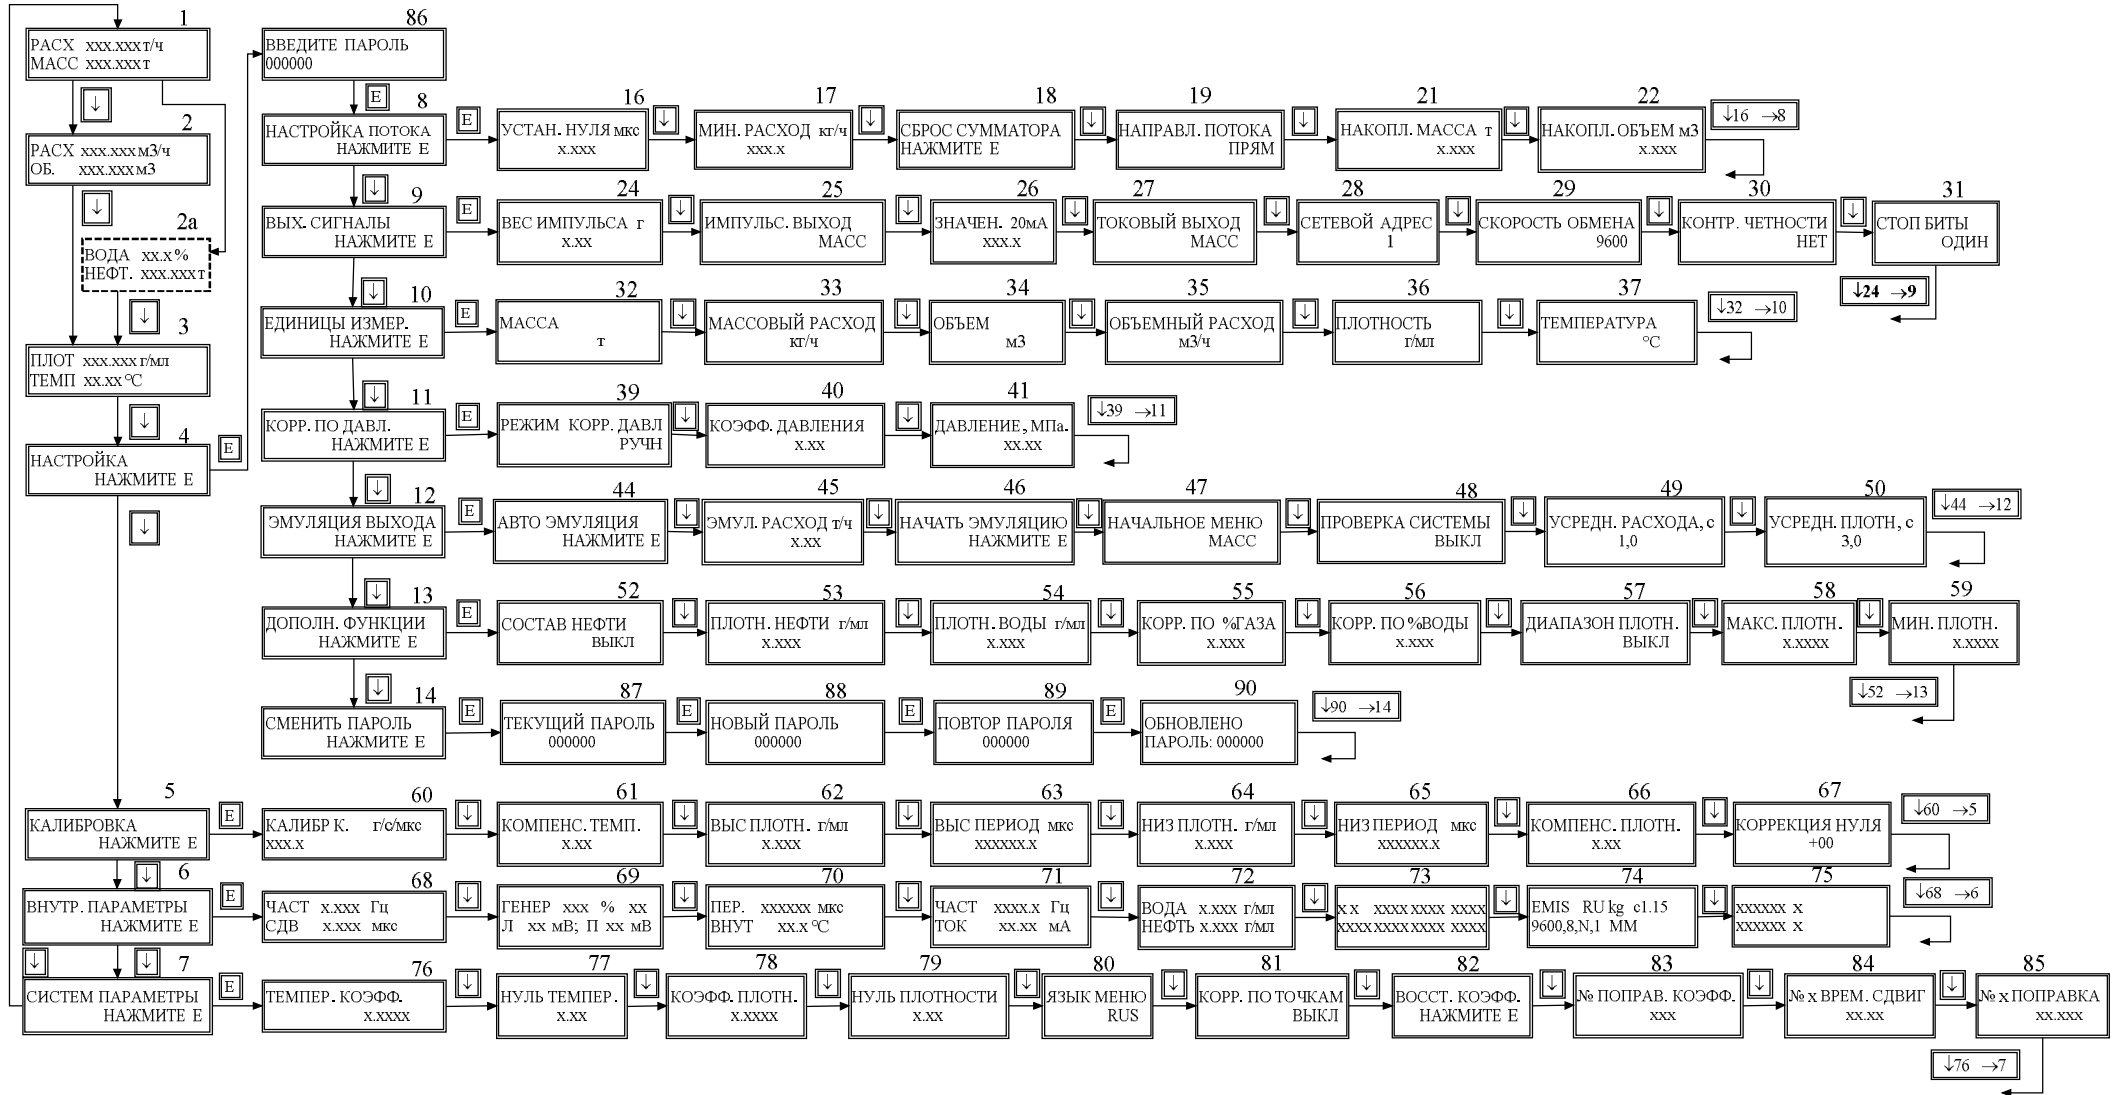 1
РАСХ xxx.xxx т/ч
МАСС xxx.xxx т
↓
2
РАСХ xxx.xxx м3/ч
ОБ. xxx.xxx м3
↓
2а
ВОДА xx.x %
НЕФТ. xxx.xxx т
↓
3
ПЛОТ xxx.xxx г/мл
ТЕМП xx.xx °C
↓
4
НАСТРОЙКА
НАЖМИТЕ E
E
↓
86
ВВЕДИТЕ ПАРОЛЬ
000000
E
8
НАСТРОЙКА ПОТОКА
НАЖМИТЕ E
E
16
УСТАН. НУЛЯ мкс
x.xxx
↓
17
МИН. РАСХОД кг/ч
xxx.x
↓
18
СБРОС СУММАТОРА
НАЖМИТЕ E
↓
19
НАПРАВЛ. ПОТОКА
ПРЯМ
↓
21
НАКОПЛ. МАССА т
x.xxx
↓
22
НАКОПЛ. ОБЪЕМ м3
x.xxx
↓16 →8
↓
9
ВЫХ. СИГНАЛЫ
НАЖМИТЕ E
E
24
ВЕС ИМПУЛЬСА г
x.xx
↓
25
ИМПУЛЬС. ВЫХОД
МАСС
↓
26
ЗНАЧЕН. 20мА
xxx.x
↓
27
ТОКОВЫЙ ВЫХОД
МАСС
↓
28
СЕТЕВОЙ АДРЕС
1
↓
29
СКОРОСТЬ ОБМЕНА
9600
↓
30
КОНТР. ЧЕТНОСТИ
НЕТ
↓
31
СТОП БИТЫ
ОДИН
↓24 →9
↓
10
ЕДИНИЦЫ ИЗМЕР.
НАЖМИТЕ E
E
32
МАССА
т
↓
33
МАССОВЫЙ РАСХОД
кг/ч
↓
34
ОБЪЕМ
м3
↓
35
ОБЪЕМНЫЙ РАСХОД
м3/ч
↓
36
ПЛОТНОСТЬ
г/мл
↓
37
ТЕМПЕРАТУРА
°C
↓32 →10
↓
11
КОРР. ПО ДАВЛ.
НАЖМИТЕ E
E
39
РЕЖИМ КОРР. ДАВЛ
РУЧН
↓
40
КОЭФФ. ДАВЛЕНИЯ
x.xx
↓
41
ДАВЛЕНИЕ, МПа.
xx.xx
↓39 →11
↓
12
ЭМУЛЯЦИЯ ВЫХОДА
НАЖМИТЕ E
E
44
АВТО ЭМУЛЯЦИЯ
НАЖМИТЕ E
↓
45
ЭМУЛ. РАСХОД т/ч
x.xx
↓
46
НАЧАТЬ ЭМУЛЯЦИЮ
НАЖМИТЕ E
↓
47
НАЧАЛЬНОЕ МЕНЮ
МАСС
↓
48
ПРОВЕРКА СИСТЕМЫ
ВЫКЛ
↓
49
УСРЕДН. РАСХОДА, с
1,0
↓
50
УСРЕДН. ПЛОТН, с
3,0
↓44 →12
↓
13
ДОПОЛН. ФУНКЦИИ
НАЖМИТЕ E
E
52
СОСТАВ НЕФТИ
ВЫКЛ
↓
53
ПЛОТН. НЕФТИ г/мл
x.xxx
↓
54
ПЛОТН. ВОДЫ г/мл
x.xxx
↓
55
КОРР. ПО %ГАЗА
x.xxx
↓
56
КОРР. ПО %ВОДЫ
x.xxx
↓
57
ДИАПАЗОН ПЛОТН.
ВЫКЛ
↓
58
МАКС. ПЛОТН.
x.xxxx
↓
59
МИН. ПЛОТН.
x.xxxx
↓52 →13
↓
14
СМЕНИТЬ ПАРОЛЬ
НАЖМИТЕ E
E
87
ТЕКУЩИЙ ПАРОЛЬ
000000
E
88
НОВЫЙ ПАРОЛЬ
000000
E
89
ПОВТОР ПАРОЛЯ
000000
E
90
ОБНОВЛЕНО
ПАРОЛЬ: 000000
↓90 →14
5
КАЛИБРОВКА
НАЖМИТЕ E
E
60
КАЛИБР К. г/с/мкс
xxx.x
↓
61
КОМПЕНС. ТЕМП.
x.xx
↓
62
ВЫС ПЛОТН. г/мл
x.xxx
↓
63
ВЫС ПЕРИОД мкс
xxxxxx.x
↓
64
НИЗ ПЛОТН. г/мл
x.xxx
↓
65
НИЗ ПЕРИОД мкс
xxxxxx.x
↓
66
КОМПЕНС. ПЛОТН.
x.xx
↓
67
КОРРЕКЦИЯ НУЛЯ
+00
↓60 →5
↓
6
ВНУТР. ПАРАМЕТРЫ
НАЖМИТЕ E
E
68
ЧАСТ x.xxx Гц
СДВ x.xxx мкс
↓
69
ГЕНЕР xxx % xx
Л xx мВ; П xx мВ
↓
70
ПЕР. xxxxxx мкс
ВНУТ xx.x °C
↓
71
ЧАСТ xxxx.x Гц
ТОК xx.xx мА
↓
72
ВОДА x.xxx г/мл
НЕФТЬ x.xxx г/мл
↓
73
x x xxxx xxxx xxxx
xxxx xxxx xxxx xxxx
↓
74
EMIS RU kg c1.15
9600,8,N,1 MM
↓
75
xxxxxx x
xxxxxx x
↓68 →6
↓
↓
7
СИСТЕМ ПАРАМЕТРЫ
НАЖМИТЕ E
E
76
ТЕМПЕР. КОЭФФ.
x.xxxx
↓
77
НУЛЬ ТЕМПЕР.
x.xx
↓
78
КОЭФФ. ПЛОТН.
x.xxxx
↓
79
НУЛЬ ПЛОТНОСТИ
x.xx
↓
80
ЯЗЫК МЕНЮ
RUS
↓
81
КОРР. ПО ТОЧКАМ
ВЫКЛ
↓
82
ВОССТ. КОЭФФ.
НАЖМИТЕ E
↓
83
№ ПОПРАВ. КОЭФФ.
xxx
↓
84
№ x ВРЕМ. СДВИГ
xx.xx
↓
85
№ x ПОПРАВКА
xx.xxx
↓76 →7